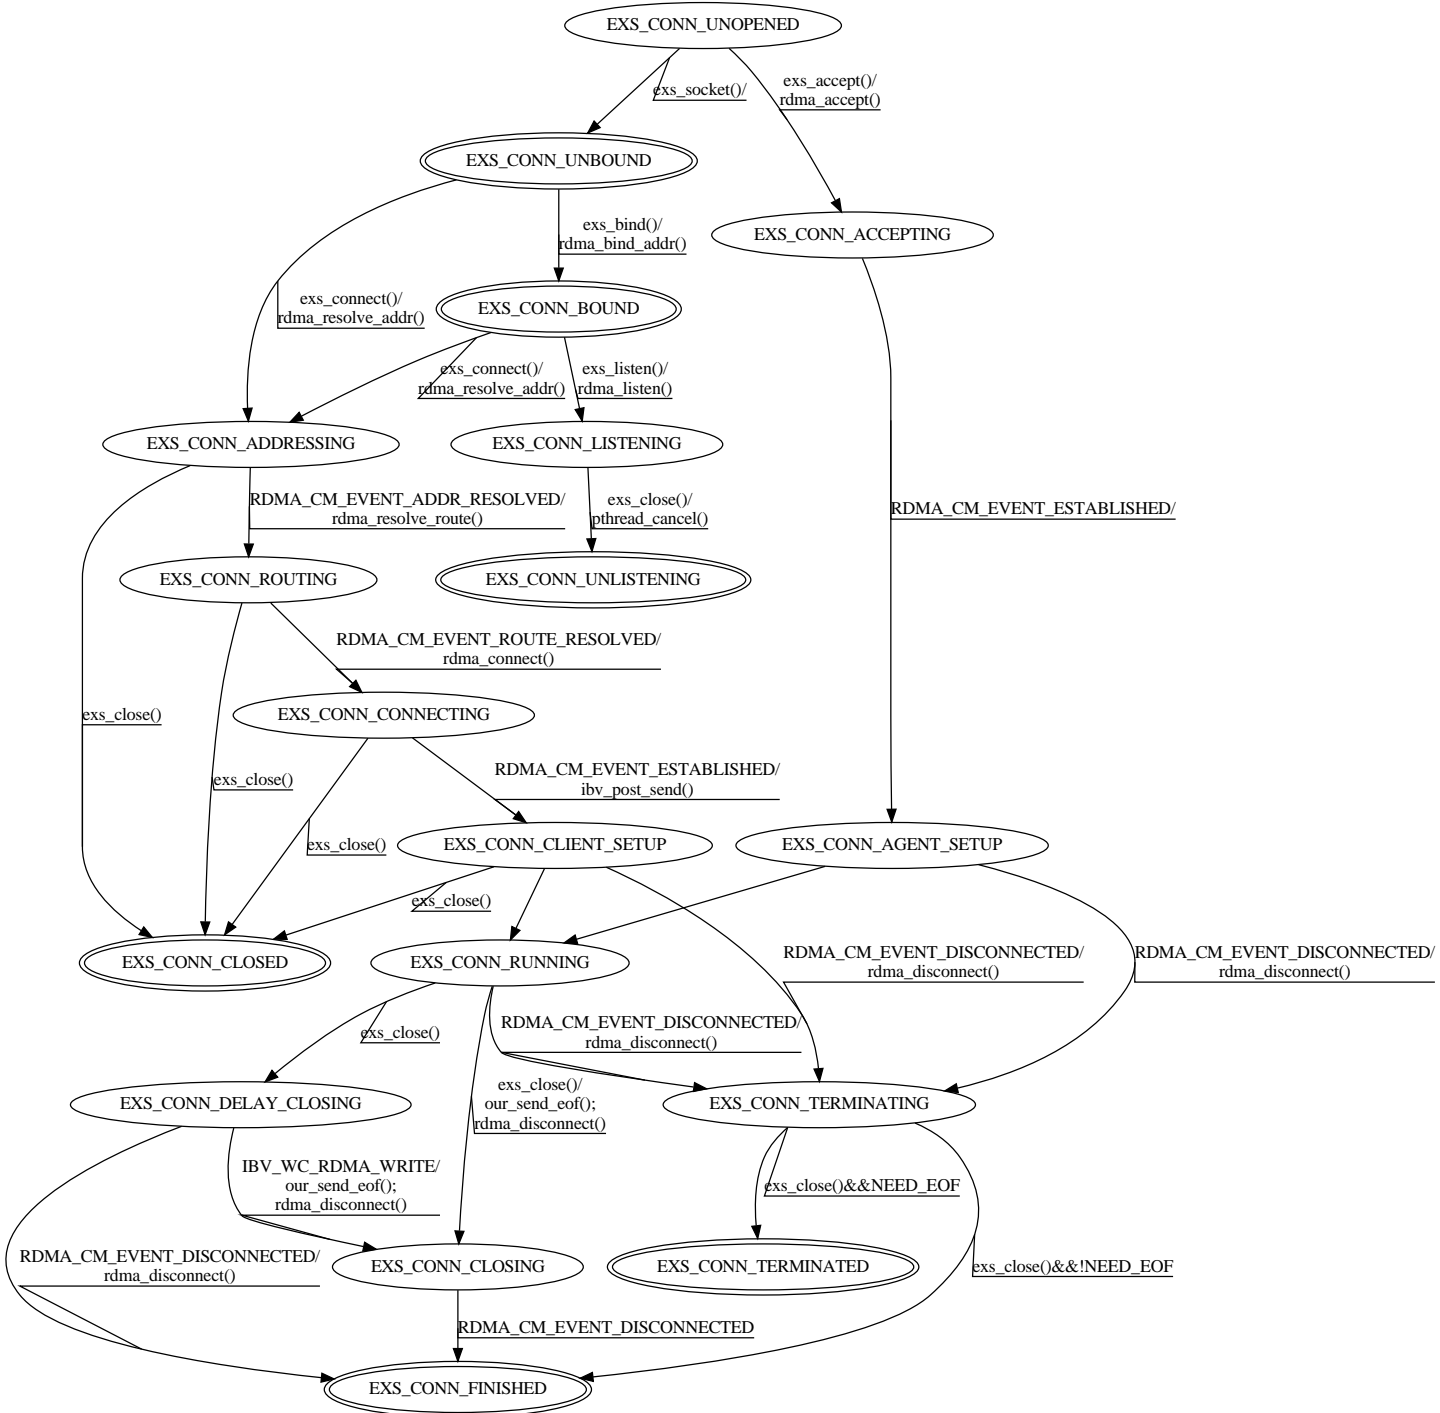 EXS_CONN_UNOPENED
exs_socket()/
exs_accept()/
rdma_accept()
EXS_CONN_UNBOUND
exs_bind()/
rdma_bind_addr()
EXS_CONN_ACCEPTING
exs_connect()/
rdma_resolve_addr()
EXS_CONN_BOUND
exs_connect()/
rdma_resolve_addr()
exs_listen()/
rdma_listen()
EXS_CONN_ADDRESSING
EXS_CONN_LISTENING
RDMA_CM_EVENT_ADDR_RESOLVED/
rdma_resolve_route()
exs_close()/
pthread_cancel()
RDMA_CM_EVENT_ESTABLISHED/
EXS_CONN_ROUTING
EXS_CONN_UNLISTENING
RDMA_CM_EVENT_ROUTE_RESOLVED/
rdma_connect()
exs_close()
EXS_CONN_CONNECTING
exs_close()
RDMA_CM_EVENT_ESTABLISHED/
ibv_post_send()
exs_close()
EXS_CONN_CLIENT_SETUP
EXS_CONN_AGENT_SETUP
exs_close()
EXS_CONN_CLOSED
EXS_CONN_RUNNING
RDMA_CM_EVENT_DISCONNECTED/
rdma_disconnect()
RDMA_CM_EVENT_DISCONNECTED/
rdma_disconnect()
exs_close()
RDMA_CM_EVENT_DISCONNECTED/
rdma_disconnect()
EXS_CONN_DELAY_CLOSING
exs_close()/
our_send_eof();
rdma_disconnect()
EXS_CONN_TERMINATING
IBV_WC_RDMA_WRITE/
our_send_eof();
rdma_disconnect()
exs_close()&&NEED_EOF
RDMA_CM_EVENT_DISCONNECTED/
rdma_disconnect()
EXS_CONN_CLOSING
EXS_CONN_TERMINATED
exs_close()&&!NEED_EOF
RDMA_CM_EVENT_DISCONNECTED
EXS_CONN_FINISHED